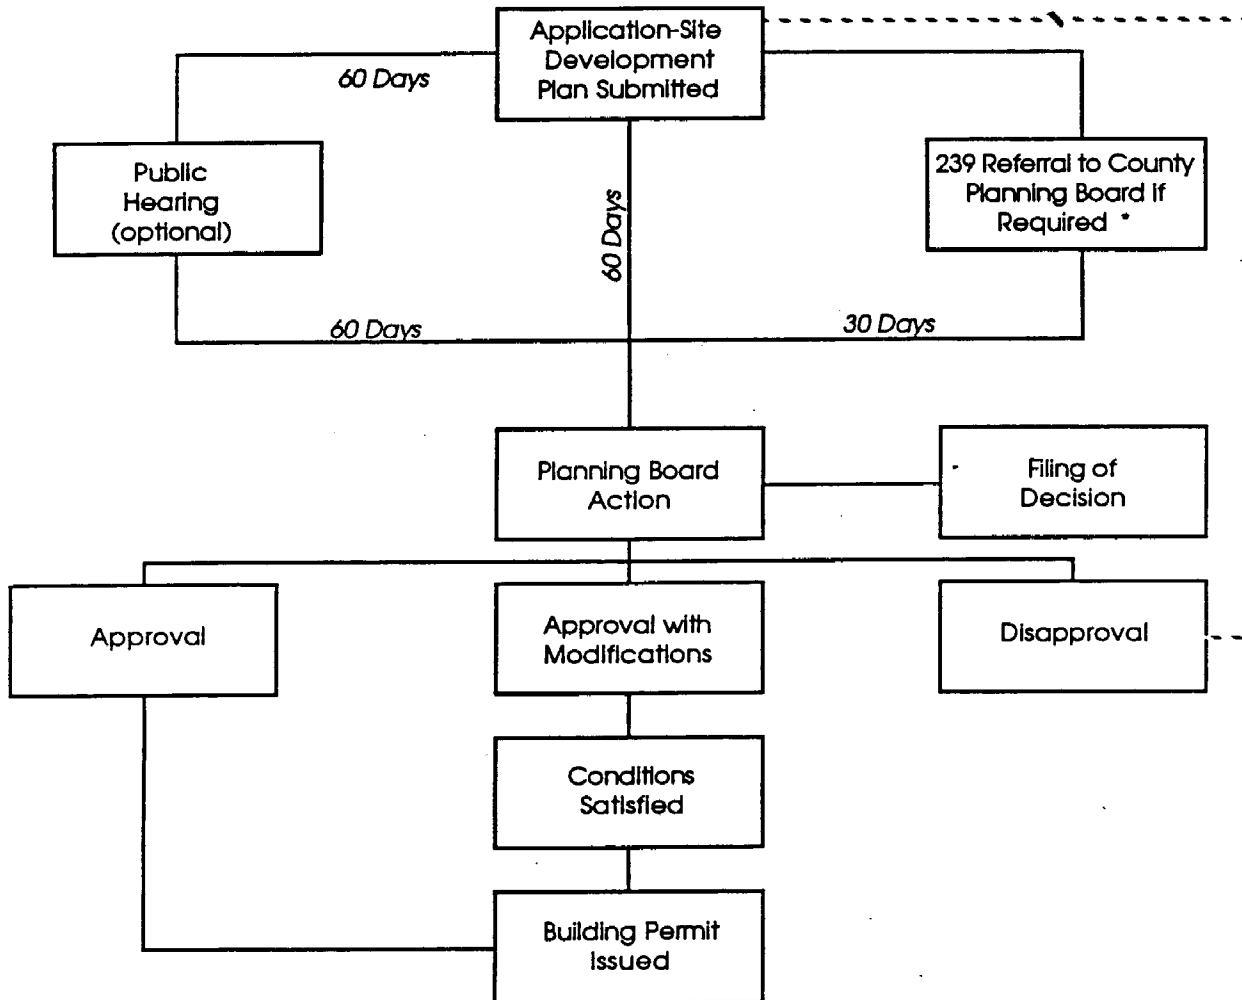 Application-Site
Development
Plan Submitted
60 Days
Public
Hearing
(optional)
60 Days
239 Referral to County
Planning Board if
Required *
60 Days
30 Days
Planning Board
Action
Filing of
Decision
Approval
Approval with
Modifications
Disapproval
Conditions
Satisfied
Building Permit
Issued